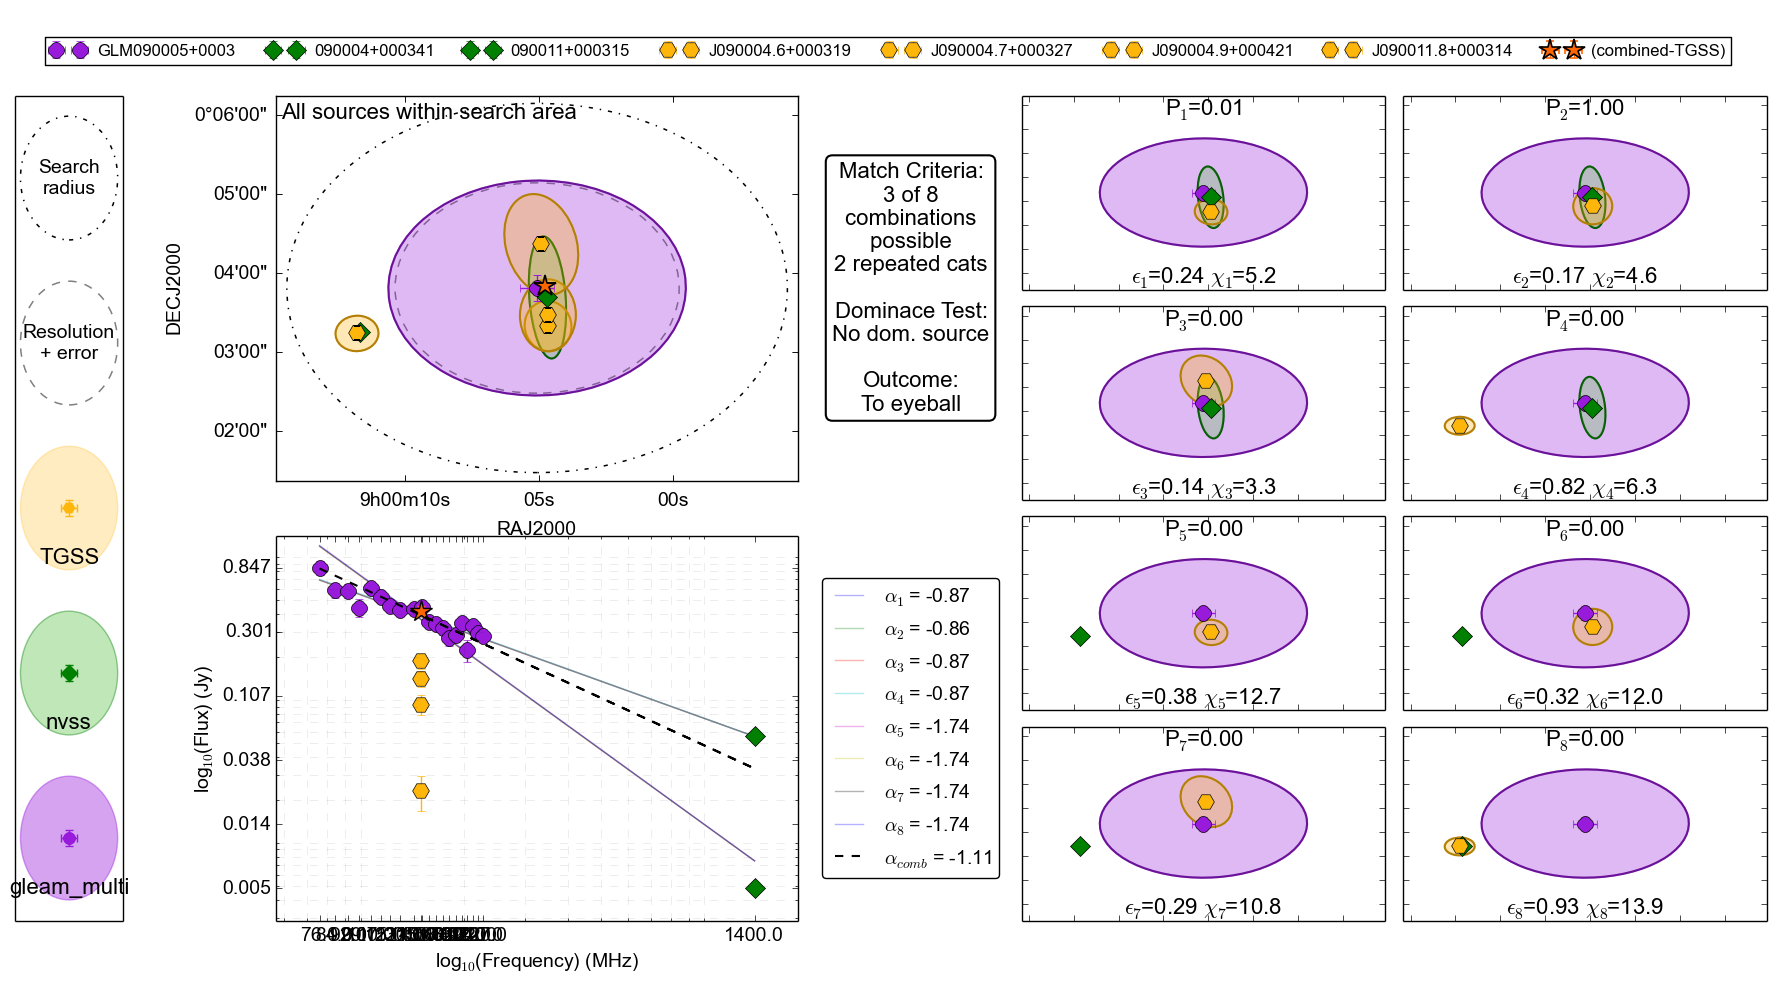 GLM090005+0003
090004+000341
090011+000315
J090004.6+000319
J090004.7+000327
J090004.9+000421
J090011.8+000314
(combined-TGSS)
Search
radius
Resolution
+ error
TGSS
nvss
gleam_multi
All sources within search area
0°06'00"
05'00"
04'00"
03'00"
02'00"
DECJ2000
9h00m10s
05s
00s
RAJ2000
Match Criteria:
3 of 8
combinations
possible
2 repeated cats
Dominace Test:
No dom. source
Outcome:
To eyeball
P₁=0.01
ϵ₁=0.24 χ₁=5.2
P₂=1.00
ϵ₂=0.17 χ₂=4.6
P₃=0.00
ϵ₃=0.14 χ₃=3.3
P₄=0.00
ϵ₄=0.82 χ₄=6.3
P₅=0.00
ϵ₅=0.38 χ₅=12.7
P₆=0.00
ϵ₆=0.32 χ₆=12.0
P₇=0.00
ϵ₇=0.29 χ₇=10.8
P₈=0.00
ϵ₈=0.93 χ₈=13.9
0.847
0.301
0.107
0.038
0.014
0.005
log₁₀(Flux) (Jy)
1400.0
log₁₀(Frequency) (MHz)
α₁ = -0.87
α₂ = -0.86
α₃ = -0.87
α₄ = -0.87
α₅ = -1.74
α₆ = -1.74
α₇ = -1.74
α₈ = -1.74
α_comb = -1.11